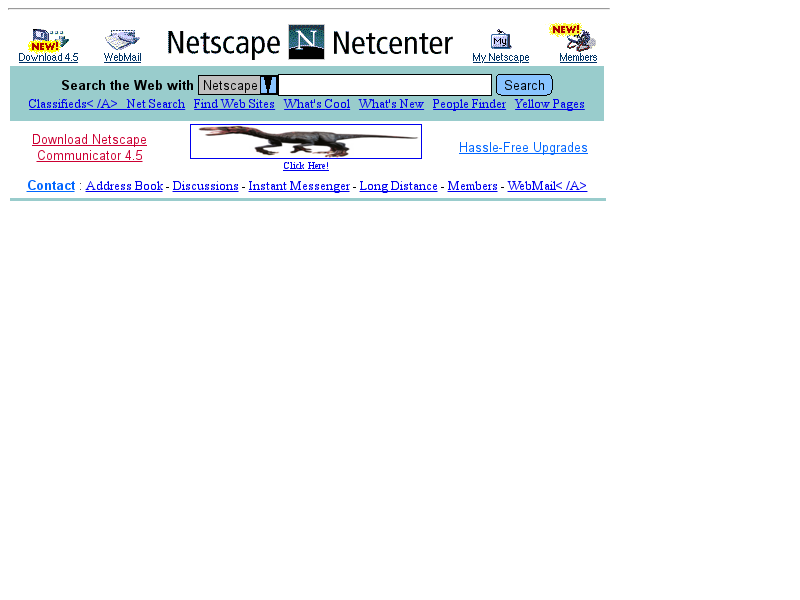 NEW!
Download 4.5
WebMail
Netscape N Netcenter
My
My Netscape
NEW!
Members
Search the Web with Netscape Search
Classifieds< /A> Net Search Find Web Sites What's Cool What's New People Finder Yellow Pages
Download Netscape
Communicator 4.5
Click Here!
Hassle-Free Upgrades
Contact : Address Book - Discussions - Instant Messenger - Long Distance - Members - WebMail< /A>